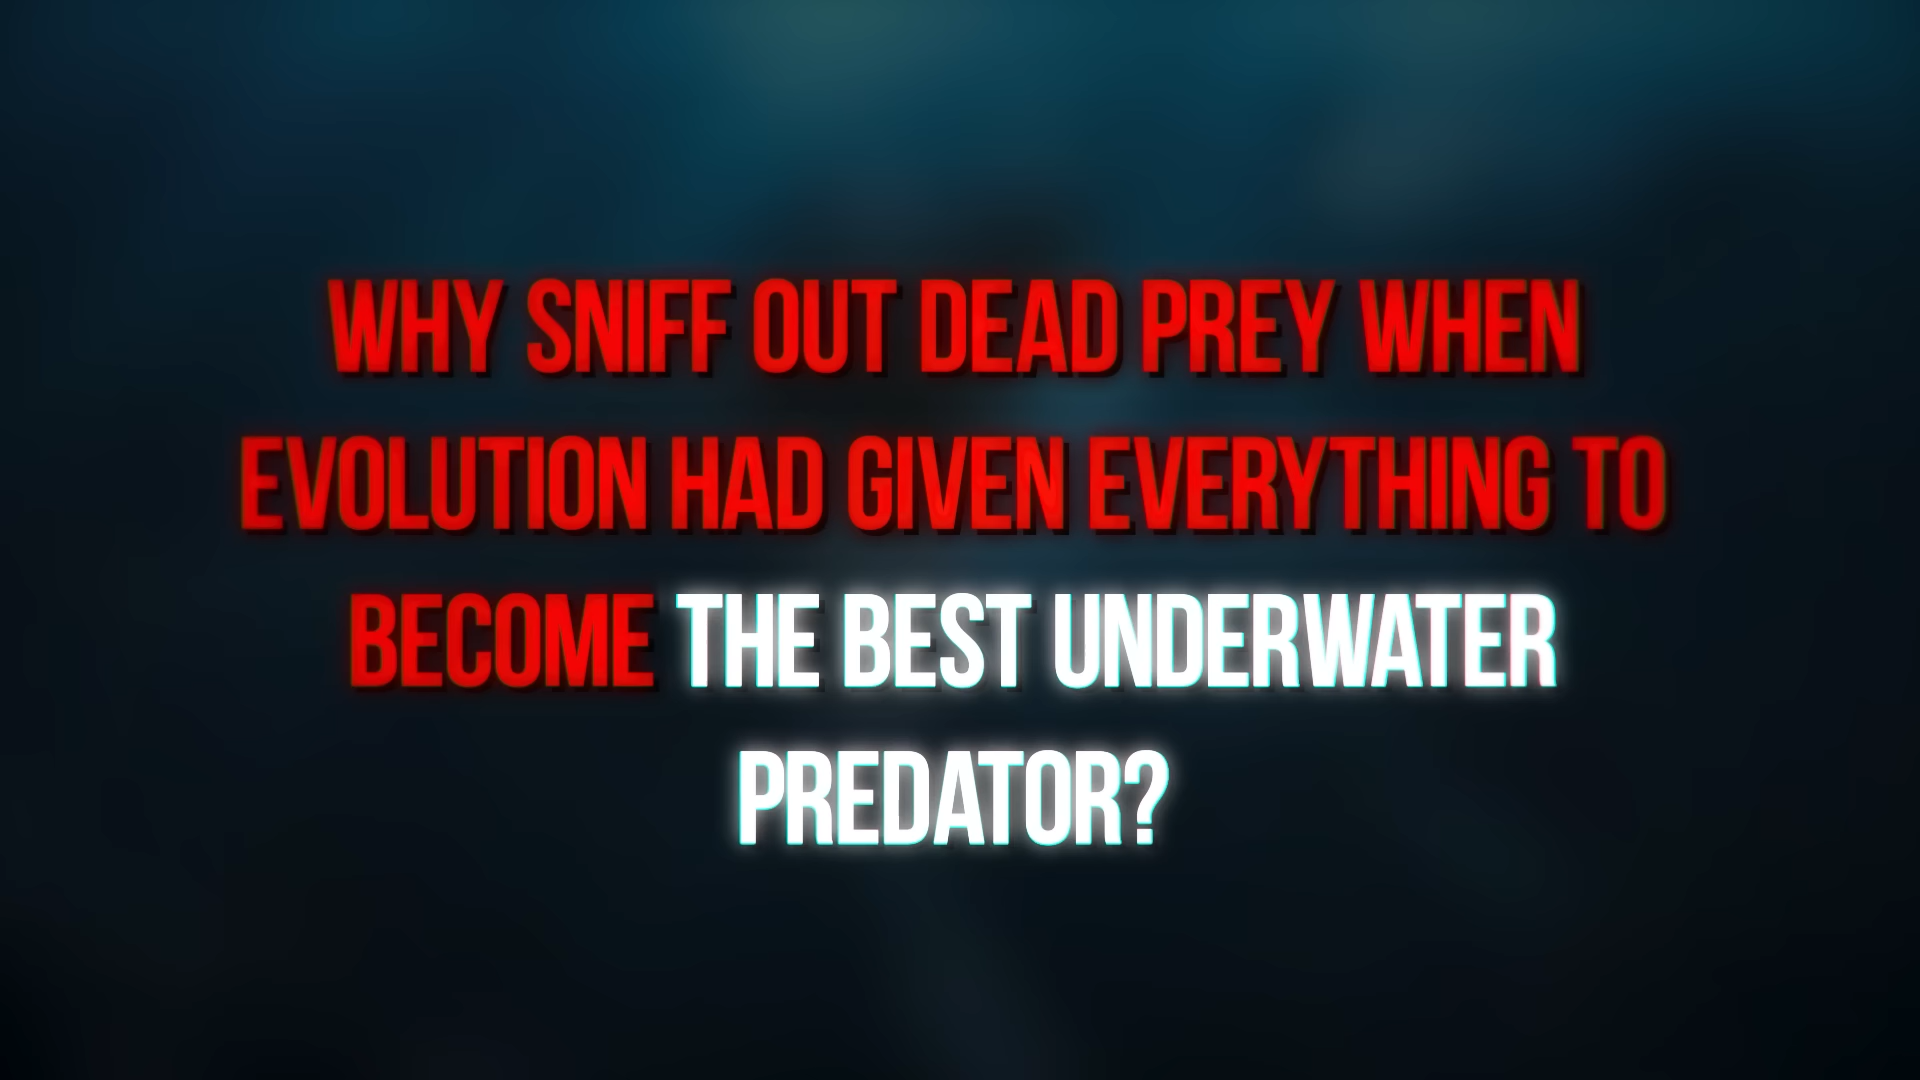 WHY SNIFF OUT DEAD PREY WHEN
EVOLUTION HAD GIVEN EVERYTHING TO
BECOME THE BEST UNDERWATER
PREDATOR?